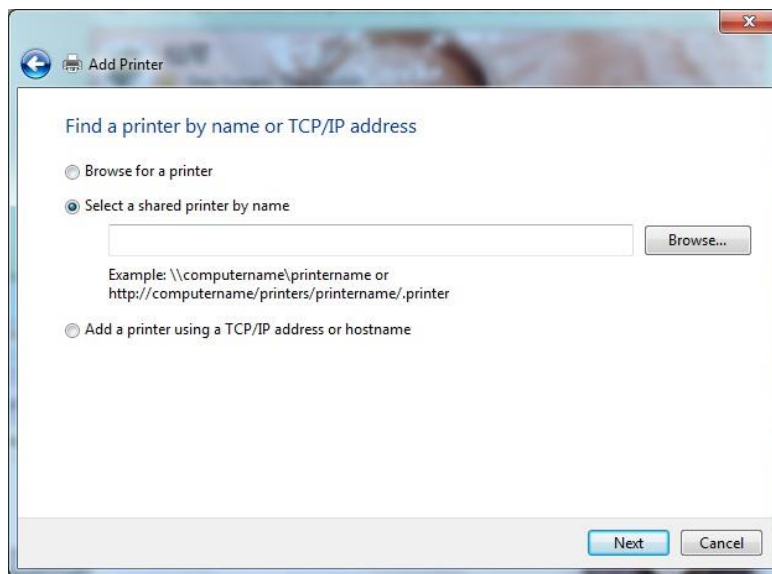 Add Printer
Find a printer by name or TCP/IP address
Browse for a printer
Select a shared printer by name
Browse...
Example: \\computername\printername or
http://computername/printers/printername/.printer
Add a printer using a TCP/IP address or hostname
Next
Cancel